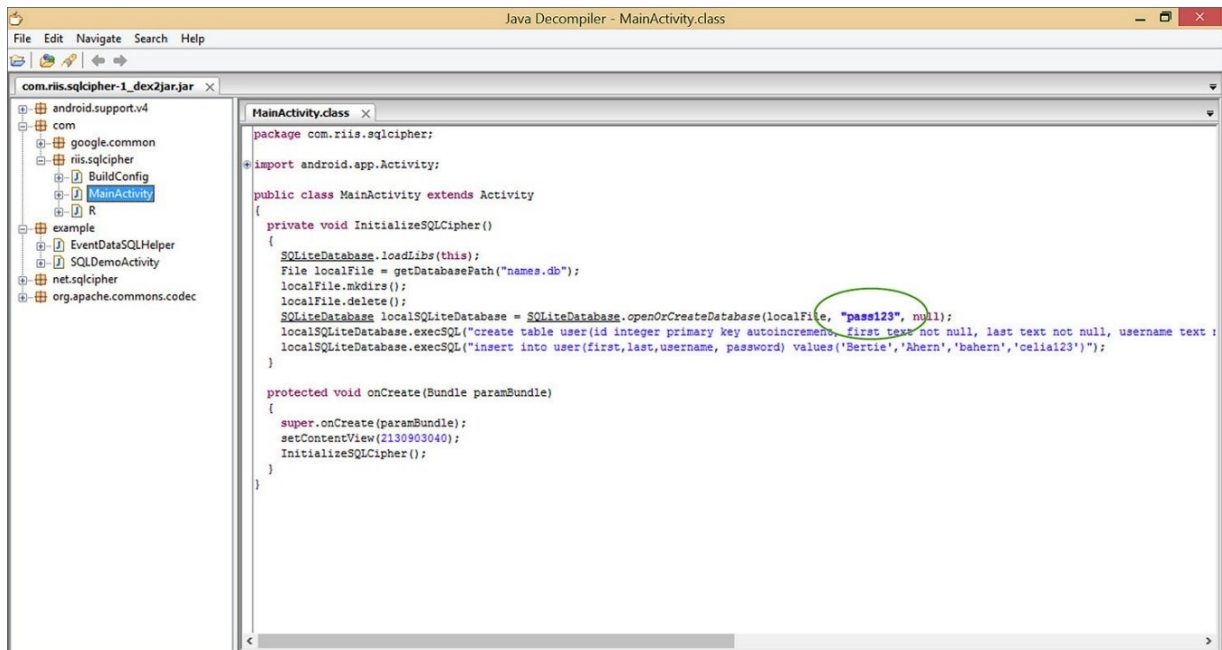 Java Decompiler - MainActivity.class
File Edit Navigate Search Help
com.riis.sqlcipher-1_dex2jar.jar
android.support.v4
com
google.common
riis.sqlcipher
BuildConfig
MainActivity
R
example
EventDataSQLHelper
SQLDemoActivity
net.sqlcipher
org.apache.commons.codec
MainActivity.class
package com.riis.sqlcipher;
import android.app.Activity;
public class MainActivity extends Activity
{
private void InitializeSQLCipher()
{
SQLiteDatabase.loadLibs(this);
File localFile = getDatabasePath("names.db");
localFile.mkdirs();
localFile.delete();
SQLiteDatabase localSQLiteDatabase = SQLiteDatabase.openOrCreateDatabase(localFile, "pass123", null);
localSQLiteDatabase.execSQL("create table user(id integer primary key autoincrement, first text not null, last text not null, username text
localSQLiteDatabase.execSQL("insert into user(first,last,username, password) values('Bertie','Ahern','bahern','celia123')");
}
protected void onCreate(Bundle paramBundle)
{
super.onCreate(paramBundle);
setContentView(2130903040);
InitializeSQLCipher();
}
}